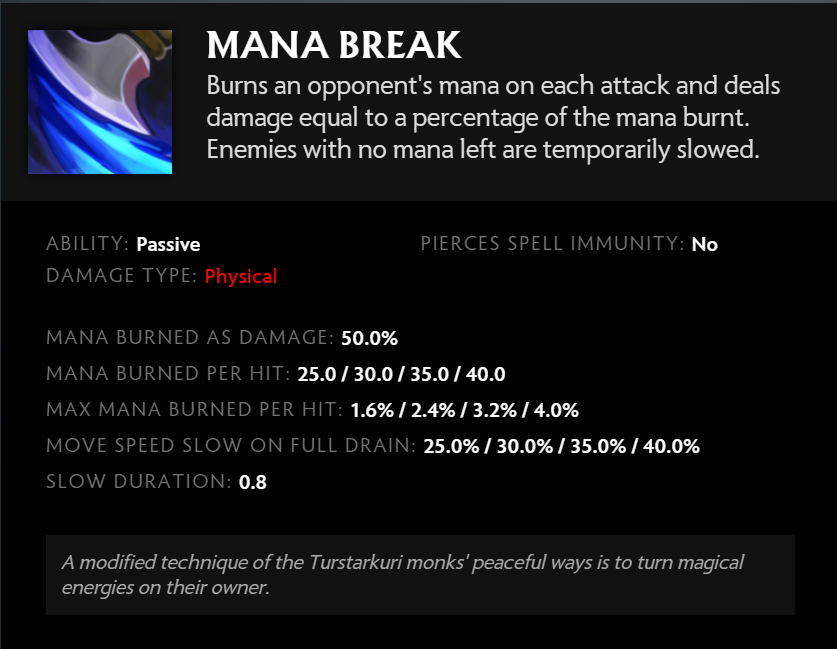 MANA BREAK
Burns an opponent's mana on each attack and deals
damage equal to a percentage of the mana burnt.
Enemies with no mana left are temporarily slowed.
ABILITY: Passive
PIERCES SPELL IMMUNITY: No
DAMAGE TYPE: Physical
MANA BURNED AS DAMAGE: 50.0%
MANA BURNED PER HIT: 25.0 / 30.0 / 35.0 / 40.0
MAX MANA BURNED PER HIT: 1.6% / 2.4% / 3.2% / 4.0%
MOVE SPEED SLOW ON FULL DRAIN: 25.0% / 30.0% / 35.0% / 40.0%
SLOW DURATION: 0.8
A modified technique of the Turstarkuri monks' peaceful ways is to turn magical
energies on their owner.